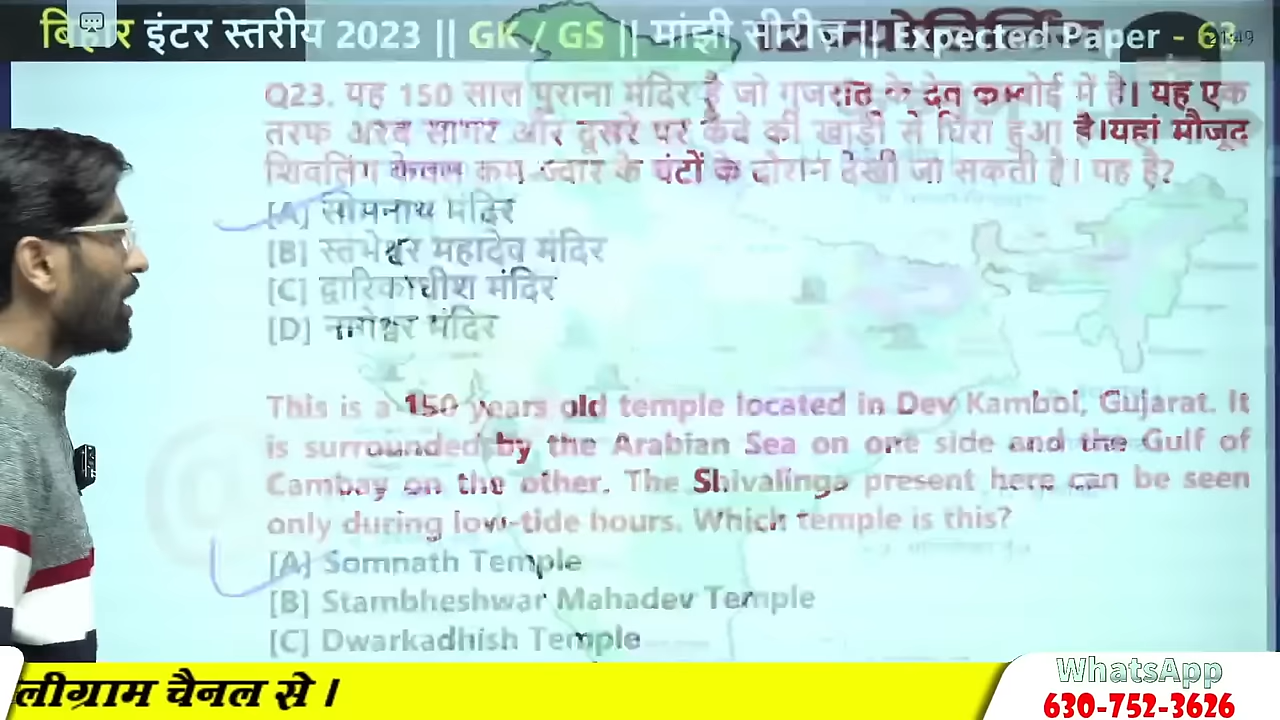 बिहार इंटर स्तरीय 2023 || GK / GS || मांझी सीरीज़ || Expected Paper - 63
Q23. यह 150 साल पुराना मंदिर है जो गुजरात के देव कम्बोई में है। यह एक
तरफ अरब सागर और दूसरे पर कैंबे की खाड़ी से घिरा हुआ है।यहां मौजूद
शिवलिंग केवल कम ज्वार के घंटों के दौरान देखी जा सकती है। यह है?
[A] सोमनाथ मंदिर
[B] स्तंभेश्वर महादेव मंदिर
[C] द्वारिकाधीश मंदिर
[D] नागेश्वर मंदिर
This is a 150 years old temple located in Dev Kamboi, Gujarat. It
is surrounded by the Arabian Sea on one side and the Gulf of
Cambay on the other. The Shivalinga present here can be seen
only during low-tide hours. Which temple is this?
[A] Somnath Temple
[B] Stambheshwar Mahadev Temple
[C] Dwarkadhish Temple
लीग्राम चैनल से ।
WhatsApp
630-752-3626